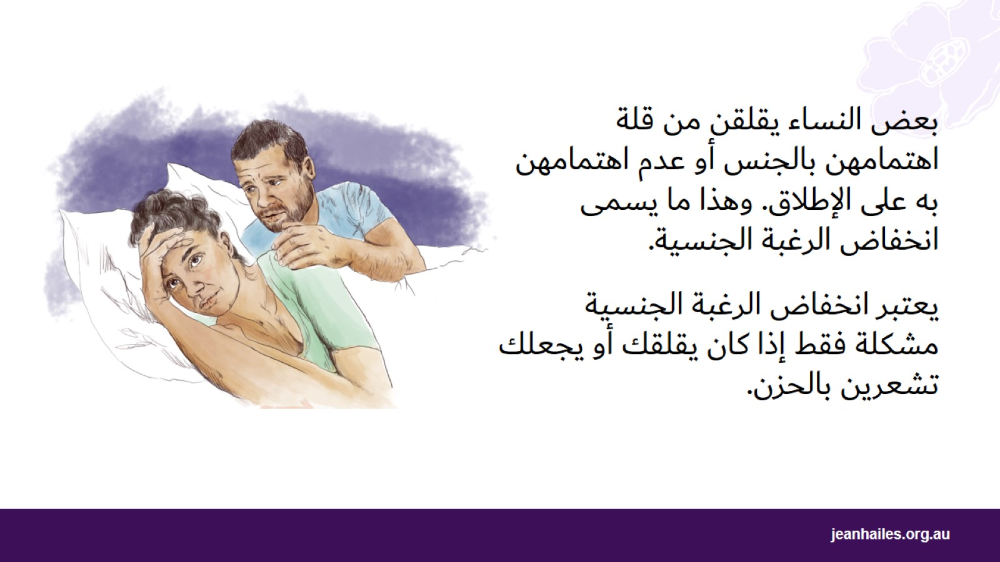 بعض النساء يقلقن من قلة
اهتمامهن بالجنس أو عدم اهتمامهن
به على الإطلاق. وهذا ما يسمى
انخفاض الرغبة الجنسية.
يعتبر انخفاض الرغبة الجنسية
مشكلة فقط إذا كان يقلقك أو يجعلك
تشعرين بالحزن.
jeanhailes.org.au